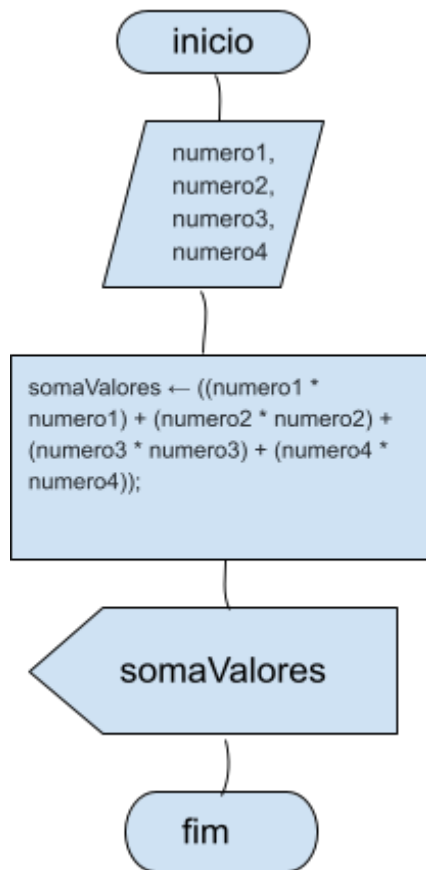 inicio
numero1,
numero2,
numero3,
numero4
somaValores ← ((numero1 *
numero1) + (numero2 * numero2) +
(numero3 * numero3) + (numero4 *
numero4));
somaValores
fim